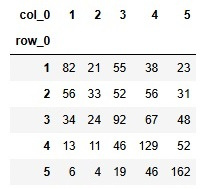 col_0 1 2 3 4 5
row_0
1 82 21 55 38 23
2 56 33 52 56 31
3 34 24 92 67 48
4 13 11 46 129 52
5 6 4 19 46 162